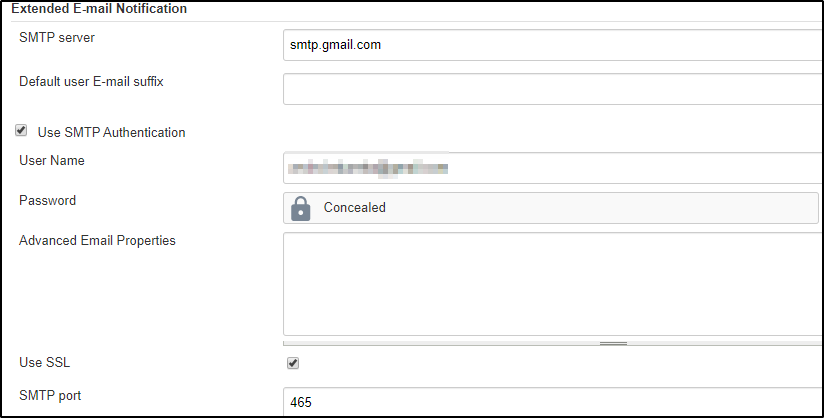 Extended E-mail Notification
SMTP server
smtp.gmail.com
Default user E-mail suffix
Use SMTP Authentication
User Name
Password
Concealed
Advanced Email Properties
Use SSL
SMTP port
465